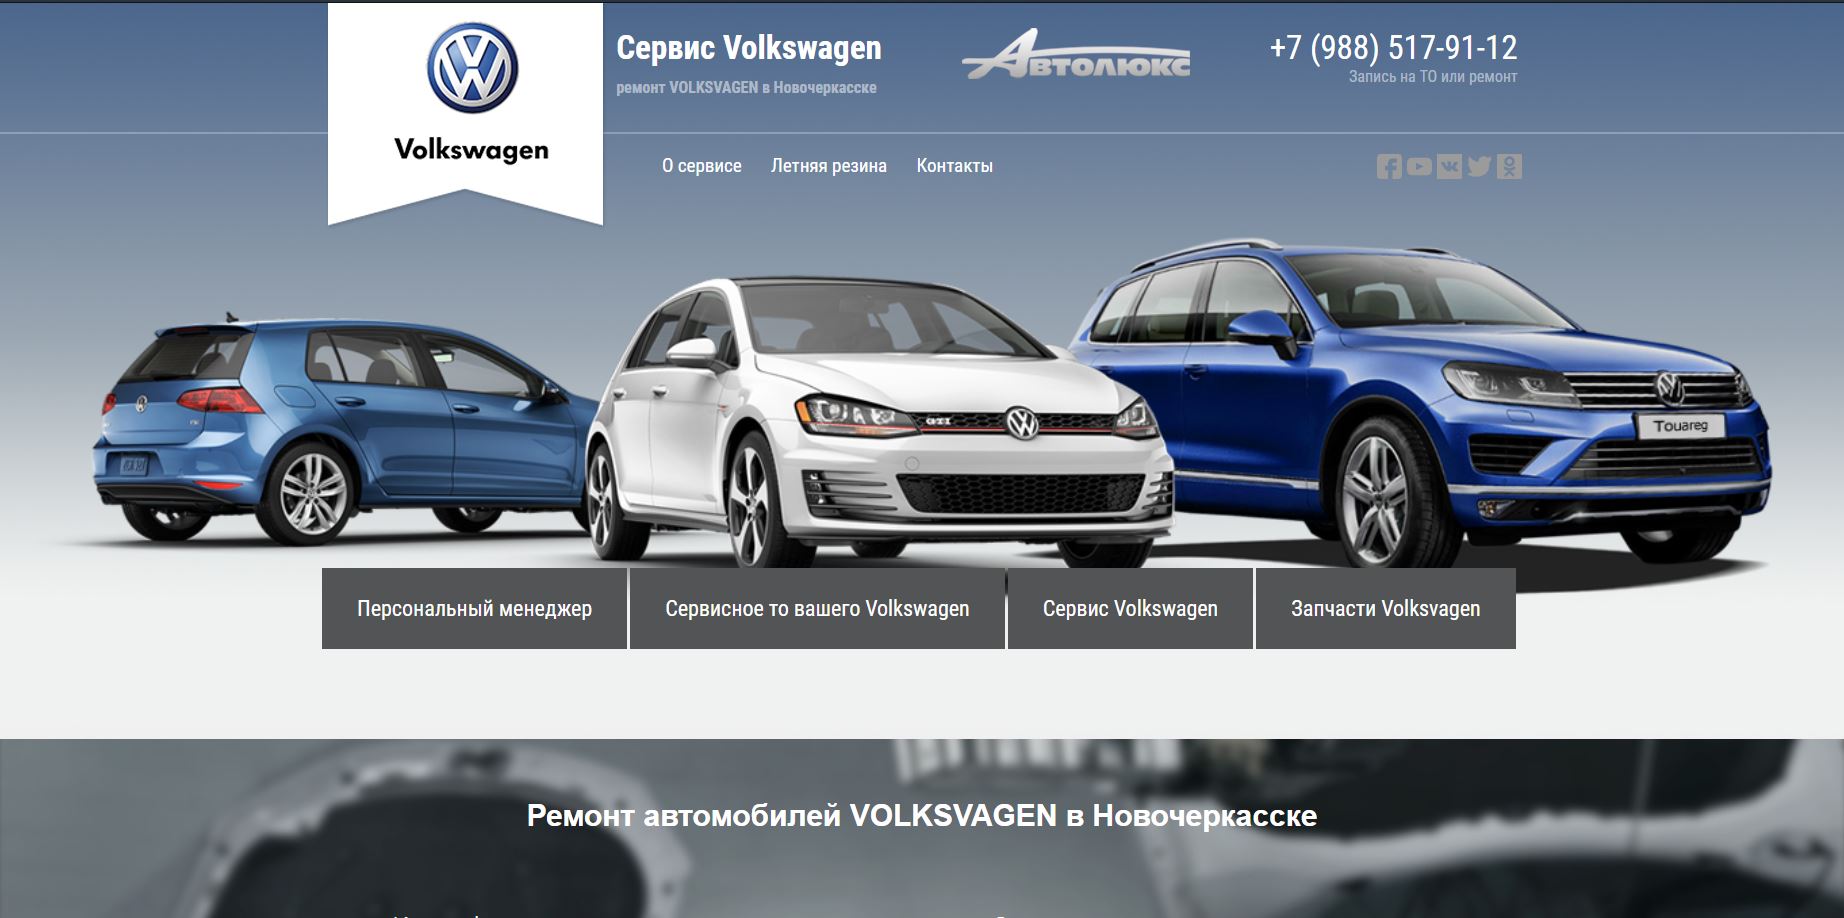 Volkswagen
Сервис Volkswagen
ремонт VOLKSVAGEN в Новочеркасске
Автолюкс
+7 (988) 517-91-12
Запись на ТО или ремонт
О сервисе
Летняя резина
Контакты
GTI
Touareg
Персональный менеджер
Сервисное то вашего Volkswagen
Сервис Volkswagen
Запчасти Volksvagen
Ремонт автомобилей VOLKSVAGEN в Новочеркасске